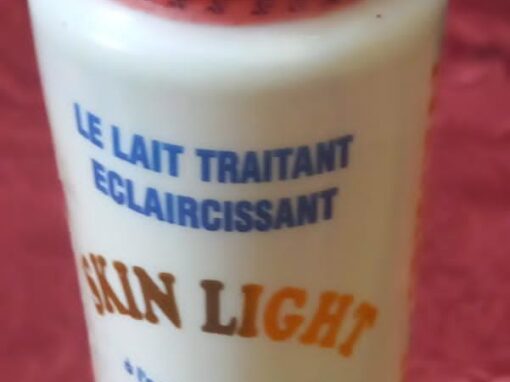 LE LAIT TRAITANT
ECLAIRCISSANT
SKIN LIGHT